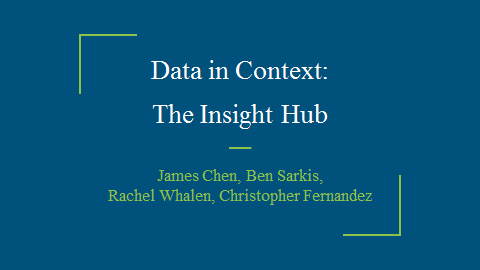 Data in Context:
The Insight Hub
James Chen, Ben Sarkis,
Rachel Whalen, Christopher Fernandez